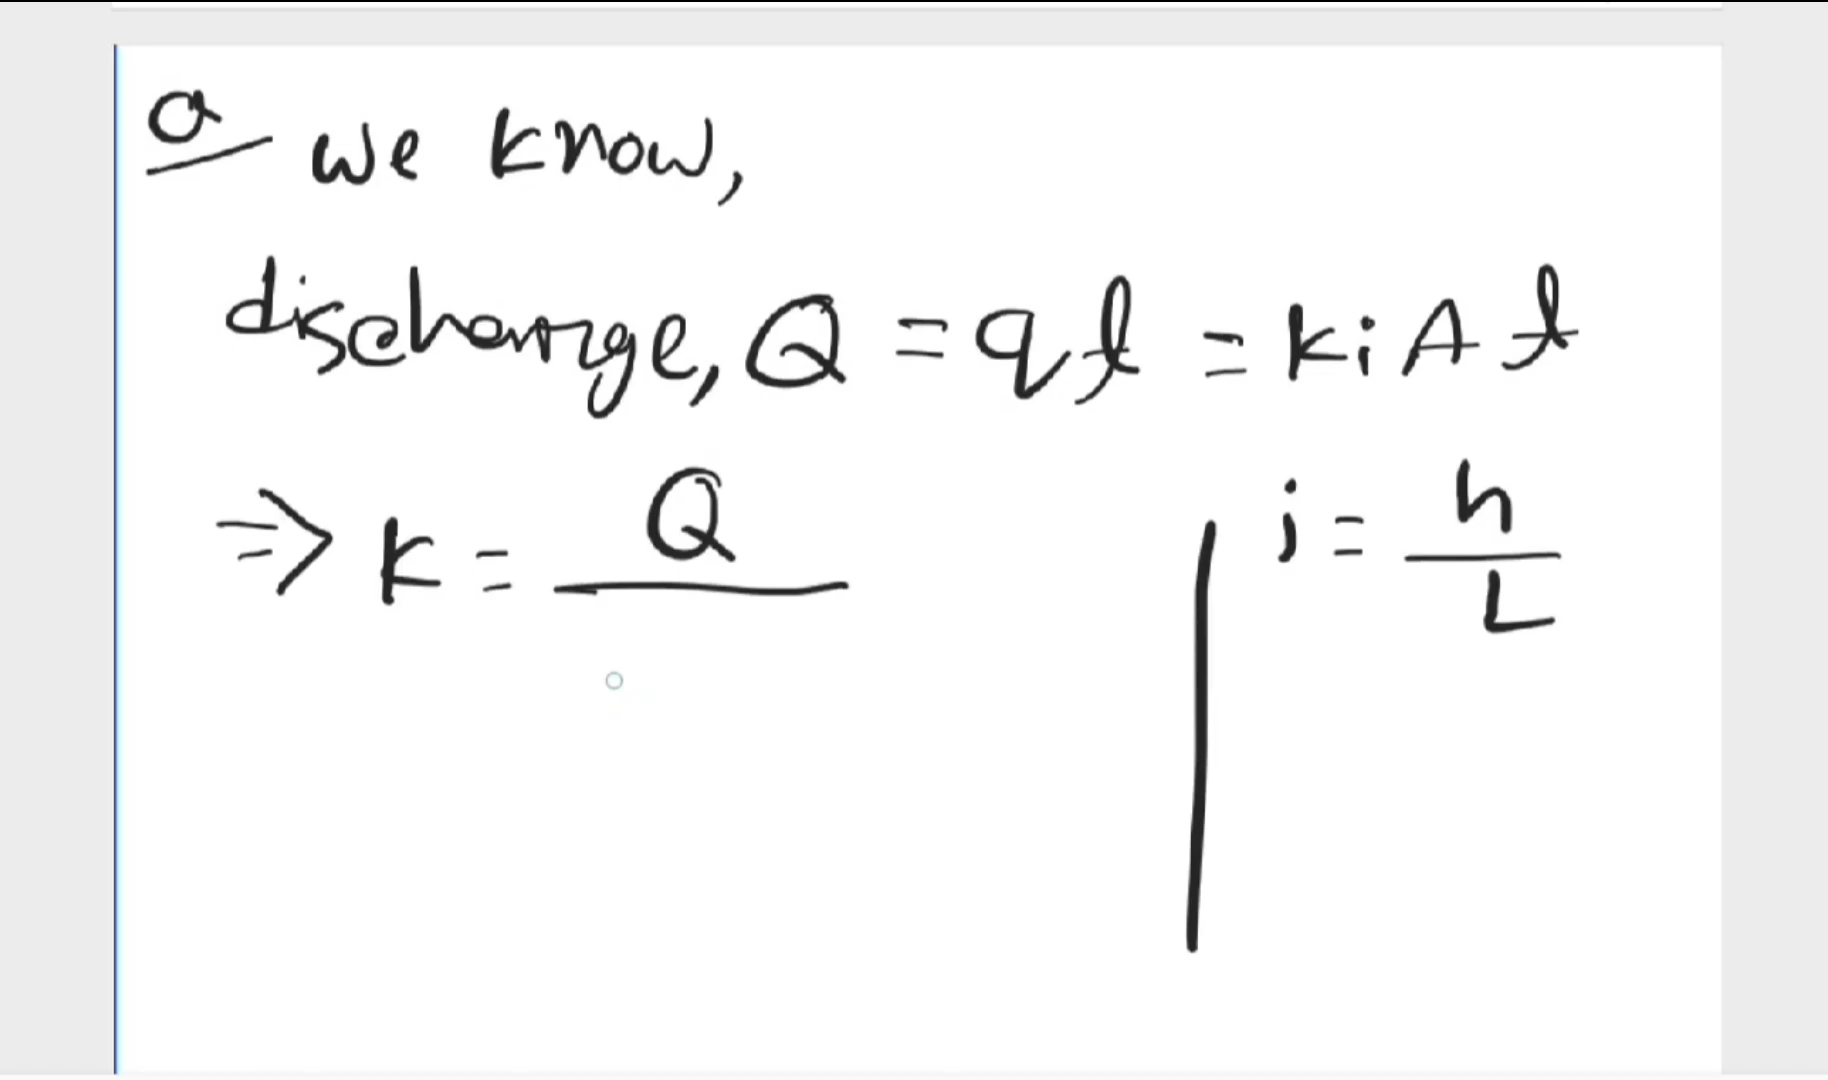 a we know,
discharge, Q = qt = kiAt
⇒ k = Q
i = h
L